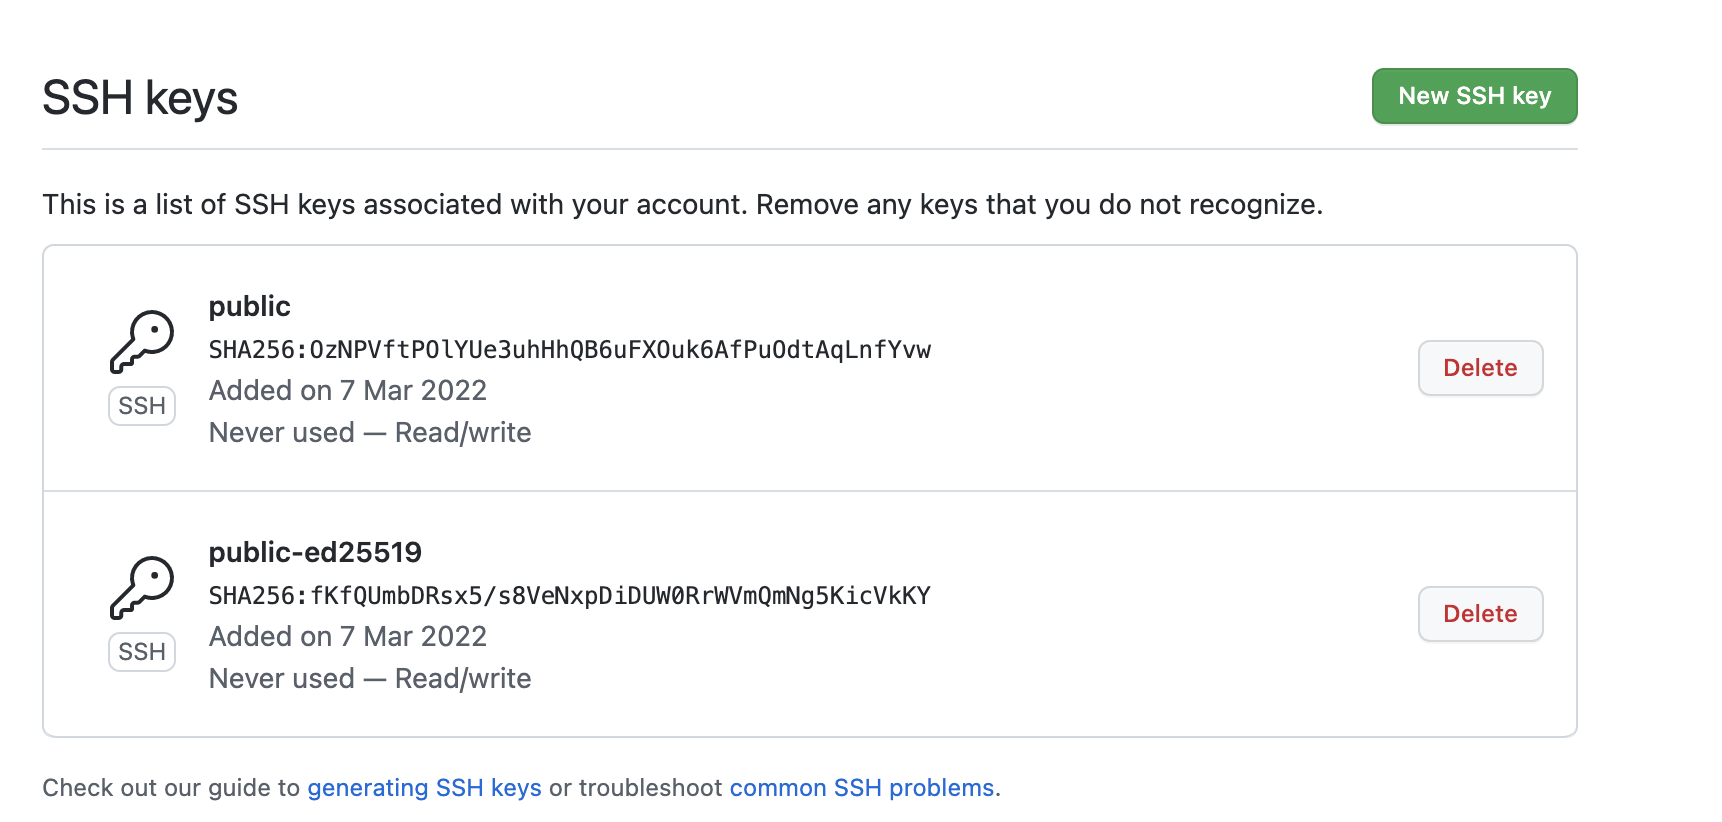 SSH keys
New SSH key
This is a list of SSH keys associated with your account. Remove any keys that you do not recognize.
public
SHA256:OzNPVftPOlYUe3uhHhQB6uFXOuk6AfPuOdtAqLnfYvw
Added on 7 Mar 2022
Never used — Read/write
SSH
Delete
public-ed25519
SHA256:fKfQUmbDRsx5/s8VeNxpDiDUW0RrWVmQmNg5KicVkKY
Added on 7 Mar 2022
Never used — Read/write
SSH
Delete
Check out our guide to generating SSH keys or troubleshoot common SSH problems.